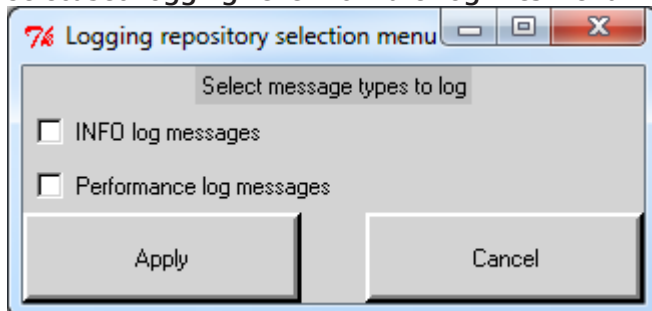 Logging repository selection menu
Select message types to log
INFO log messages
Performance log messages
Apply
Cancel